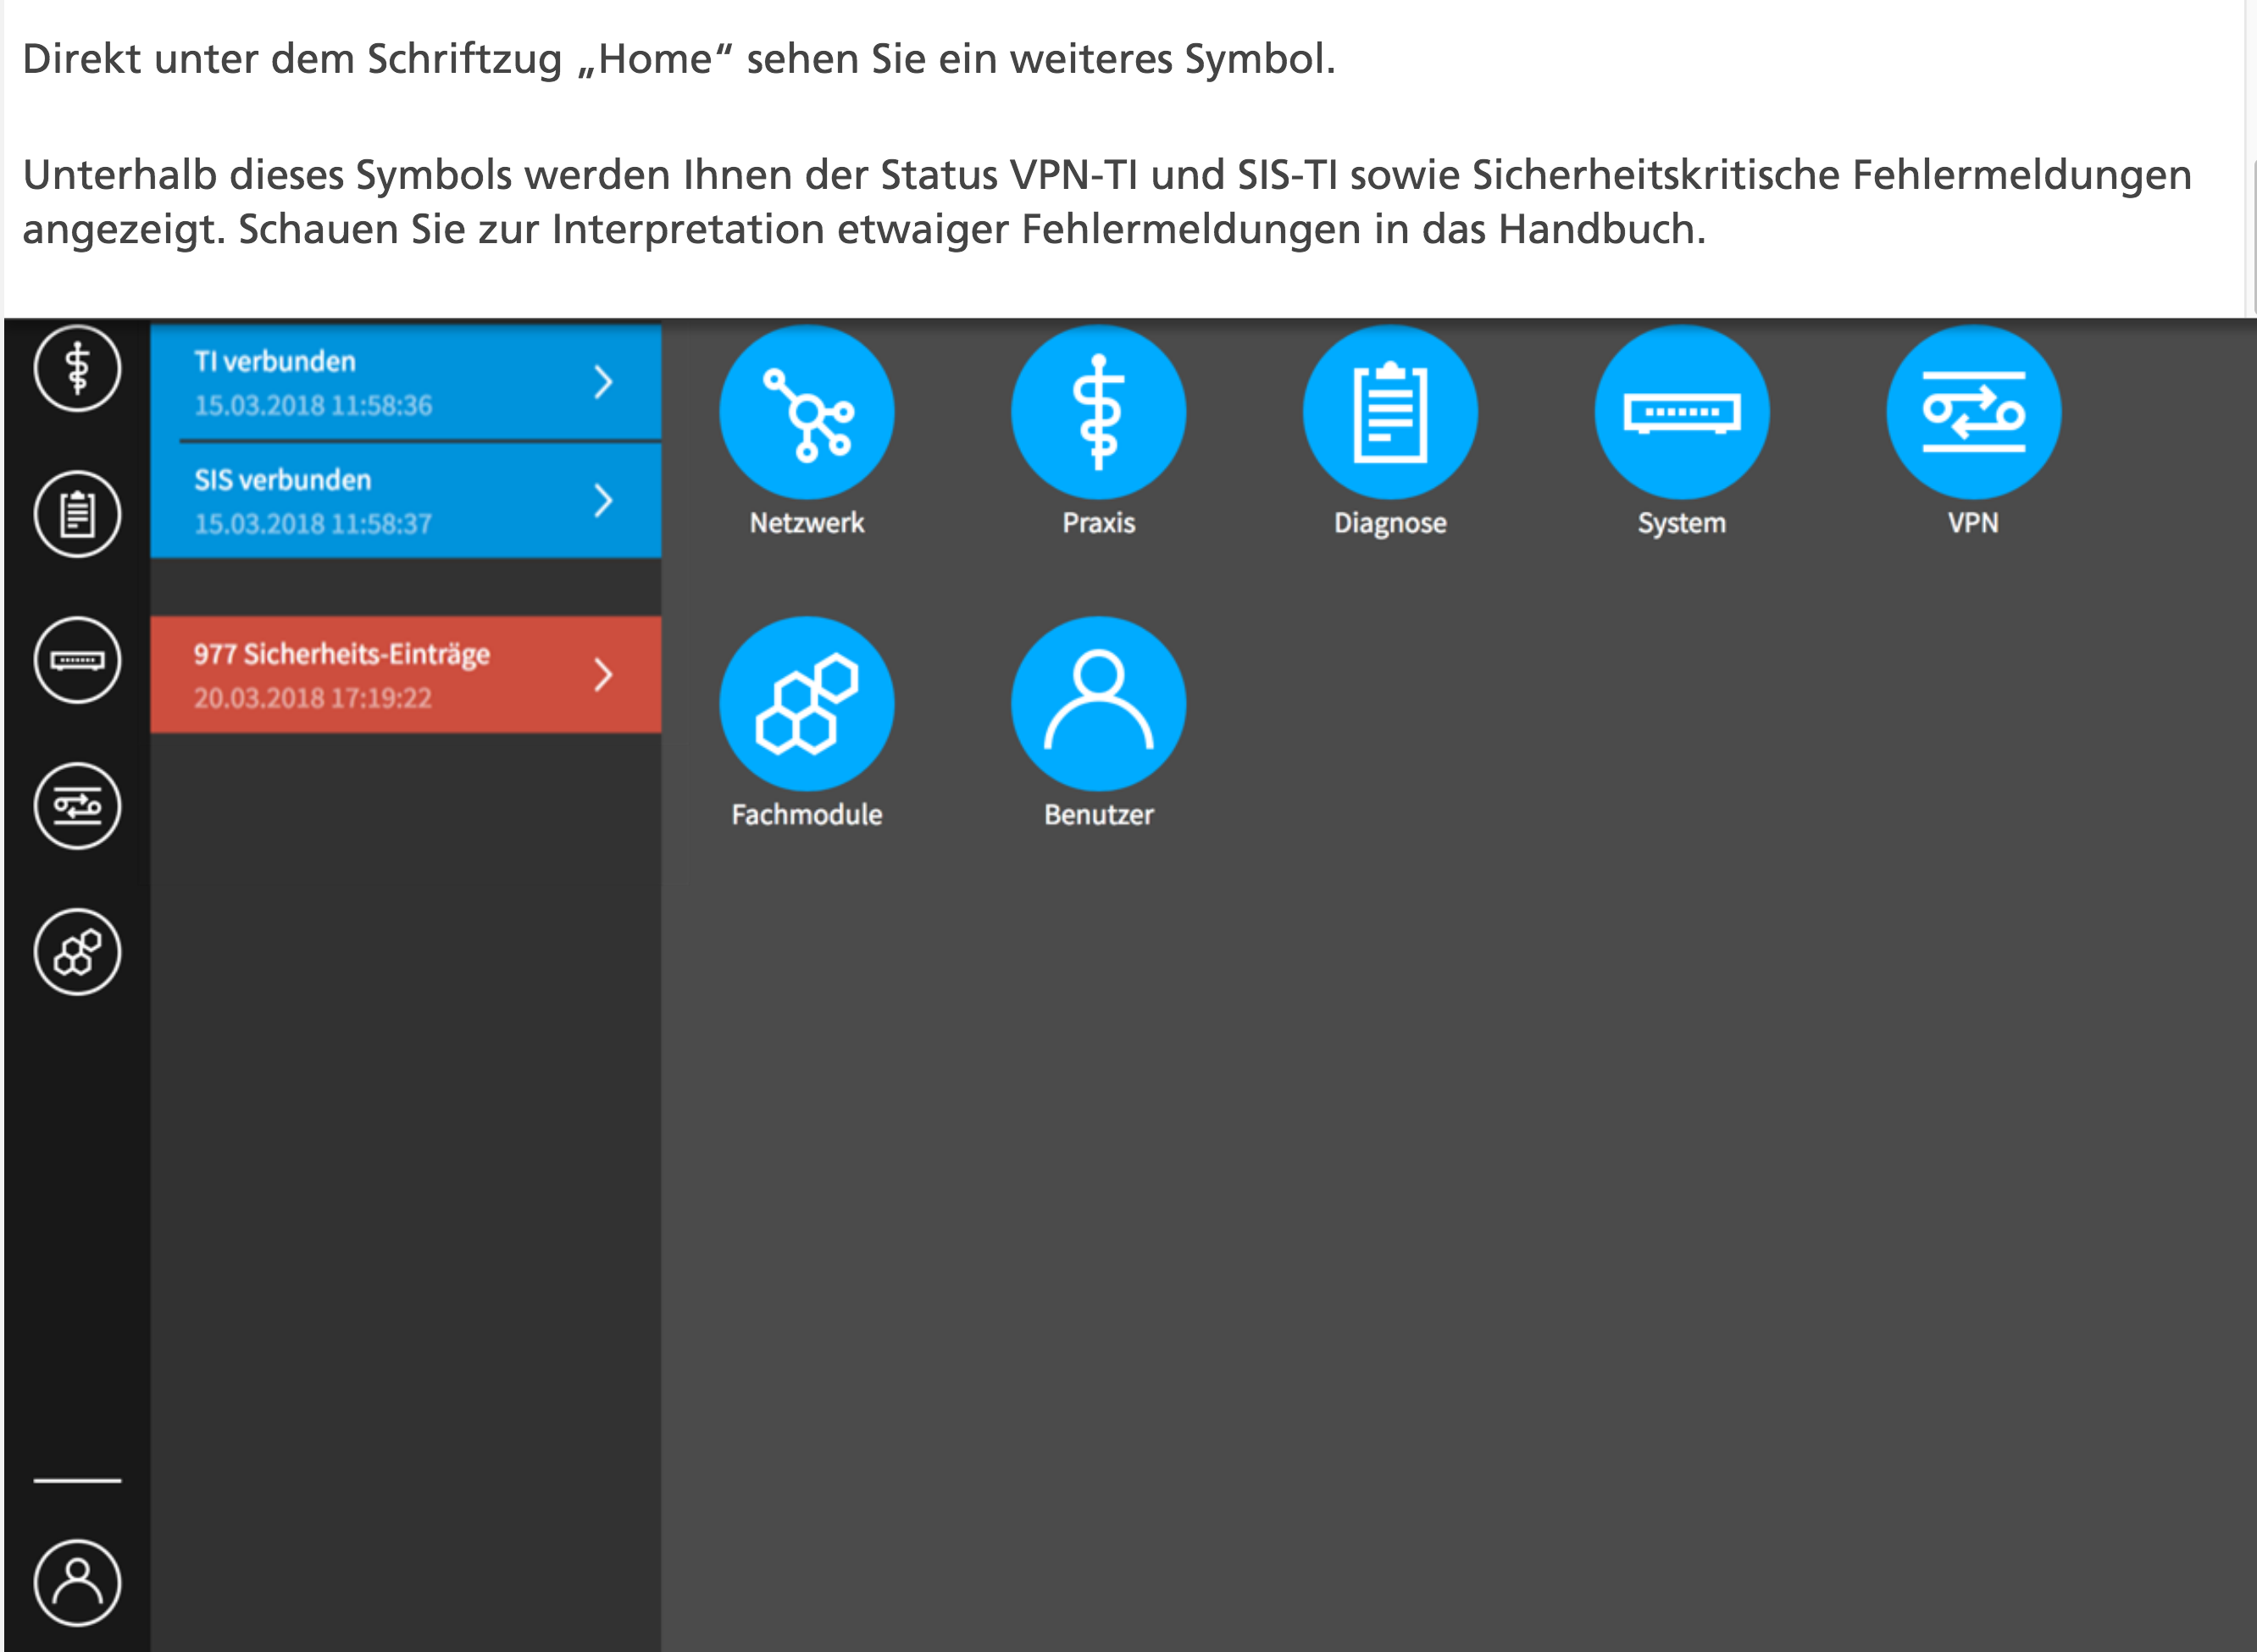 Direkt unter dem Schriftzug „Home“ sehen Sie ein weiteres Symbol.
Unterhalb dieses Symbols werden Ihnen der Status VPN-TI und SIS-TI sowie Sicherheitskritische Fehlermeldungen
angezeigt. Schauen Sie zur Interpretation etwaiger Fehlermeldungen in das Handbuch.
TI verbunden
15.03.2018 11:58:36
SIS verbunden
15.03.2018 11:58:37
977 Sicherheits-Einträge
20.03.2018 17:19:22
Netzwerk
Praxis
Diagnose
System
VPN
Fachmodule
Benutzer